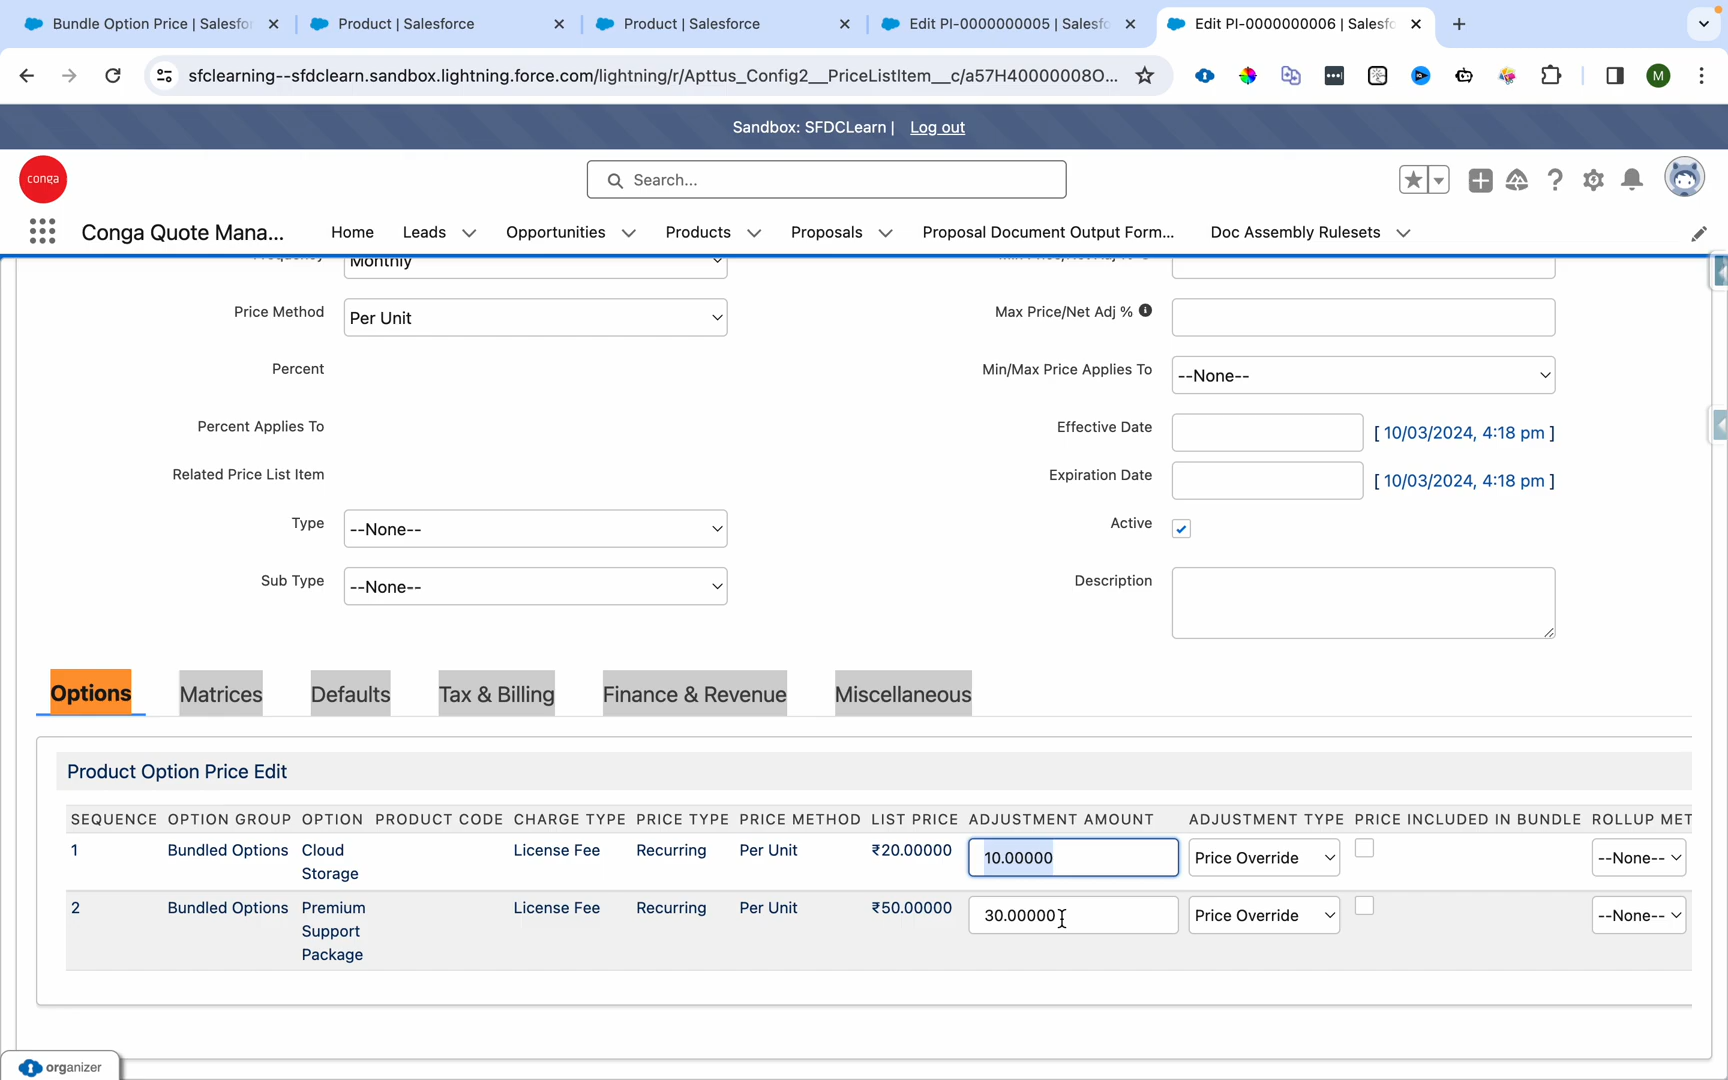 Bundle Option Price | Salesfor
Product | Salesforce
Product | Salesforce
Edit PI-0000000005 | Salesfo
Edit PI-0000000006 | Salesfo
sfclearning--sfdclearn.sandbox.lightning.force.com/lightning/r/Apttus_Config2__PriceListItem__c/a57H40000008O...
M
Sandbox: SFDCLearn | Log out
conga
Search...
Conga Quote Mana...
Home
Leads
Opportunities
Products
Proposals
Proposal Document Output Form...
Doc Assembly Rulesets
Frequency Monthly
Price Method Per Unit
Max Price/Net Adj %
Percent
Min/Max Price Applies To --None--
Percent Applies To
Effective Date [ 10/03/2024, 4:18 pm ]
Related Price List Item
Expiration Date [ 10/03/2024, 4:18 pm ]
Type --None--
Active
Sub Type --None--
Description
Options
Matrices
Defaults
Tax & Billing
Finance & Revenue
Miscellaneous
Product Option Price Edit
SEQUENCE OPTION GROUP OPTION PRODUCT CODE CHARGE TYPE PRICE TYPE PRICE METHOD LIST PRICE ADJUSTMENT AMOUNT ADJUSTMENT TYPE PRICE INCLUDED IN BUNDLE ROLLUP MET
1 Bundled Options Cloud Storage License Fee Recurring Per Unit ₹20.00000 10.00000 Price Override --None--
2 Bundled Options Premium Support Package License Fee Recurring Per Unit ₹50.00000 30.00000 Price Override --None--
organizer